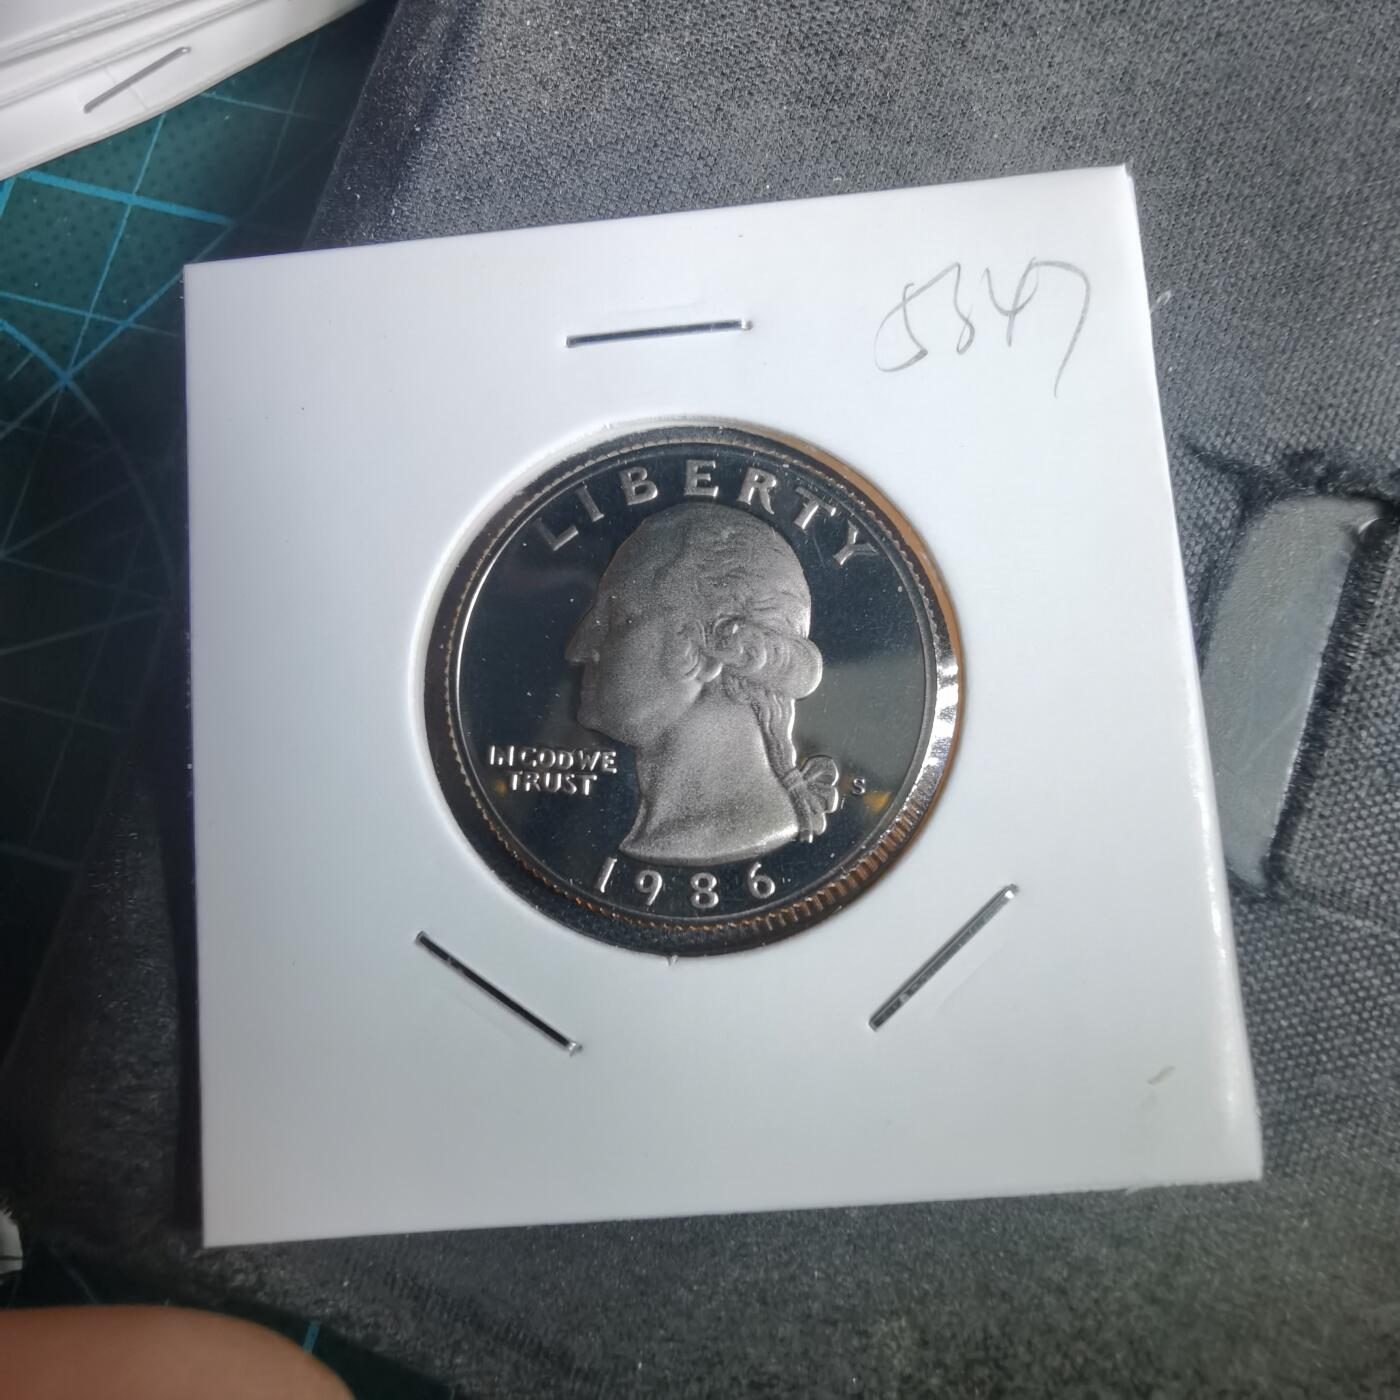 5847
LIBERTY
IN GOD WE
TRUST
S
1986